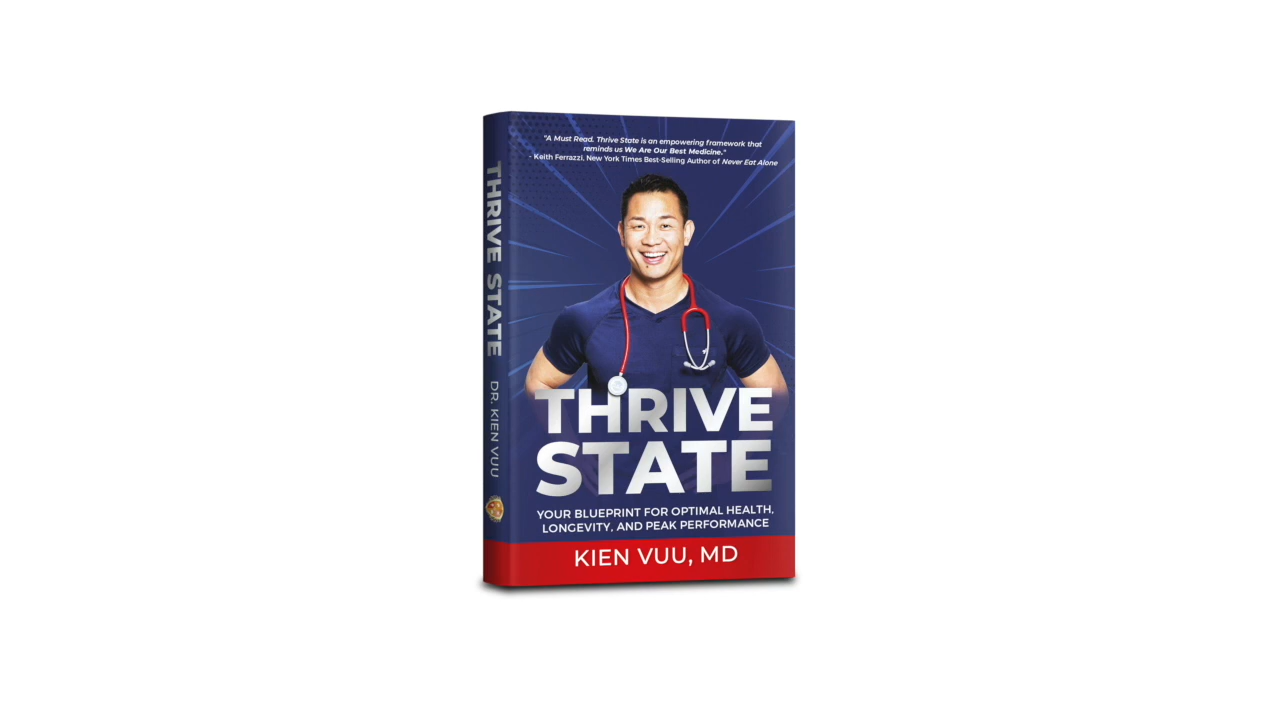 "A Must Read. Thrive State is an empowering framework that
reminds us We Are Our Best Medicine."
- Keith Ferrazzi, New York Times Best-Selling Author of Never Eat Alone
THRIVE
STATE
YOUR BLUEPRINT FOR OPTIMAL HEALTH,
LONGEVITY, AND PEAK PERFORMANCE
KIEN VUU, MD
THRIVE STATE
DR. KIEN VUU